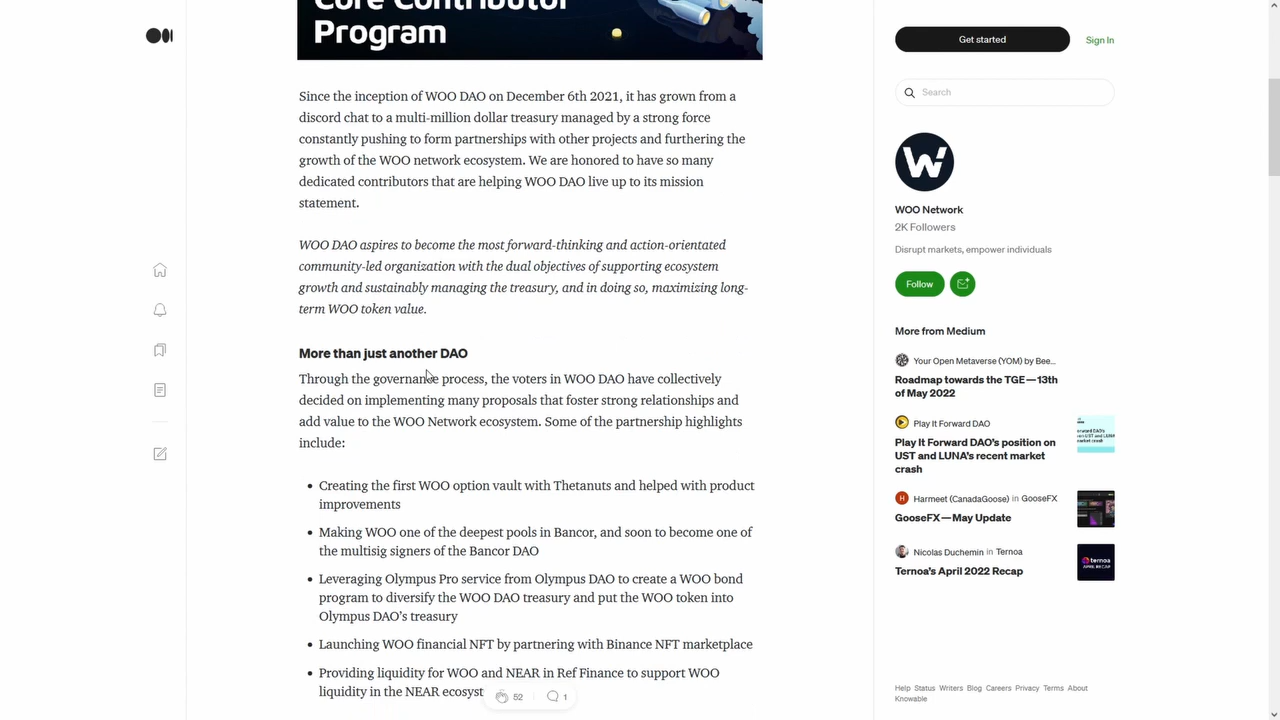 Core Contributor
Program
Since the inception of WOO DAO on December 6th 2021, it has grown from a
discord chat to a multi-million dollar treasury managed by a strong force
constantly pushing to form partnerships with other projects and furthering the
growth of the WOO network ecosystem. We are honored to have so many
dedicated contributors that are helping WOO DAO live up to its mission
statement.
WOO DAO aspires to become the most forward-thinking and action-orientated
community-led organization with the dual objectives of supporting ecosystem
growth and sustainably managing the treasury, and in doing so, maximizing long-
term WOO token value.
More than just another DAO
Through the governance process, the voters in WOO DAO have collectively
decided on implementing many proposals that foster strong relationships and
add value to the WOO Network ecosystem. Some of the partnership highlights
include:
• Creating the first WOO option vault with Thetanuts and helped with product
improvements
• Making WOO one of the deepest pools in Bancor, and soon to become one of
the multisig signers of the Bancor DAO
• Leveraging Olympus Pro service from Olympus DAO to create a WOO bond
program to diversify the WOO DAO treasury and put the WOO token into
Olympus DAO's treasury
• Launching WOO financial NFT by partnering with Binance NFT marketplace
• Providing liquidity for WOO and NEAR in Ref Finance to support WOO
liquidity in the NEAR ecosyst
52
1
Get started
Sign In
Search
WOO Network
2K Followers
Disrupt markets, empower individuals
Follow
More from Medium
Your Open Metaverse (YOM) by Bee...
Roadmap towards the TGE — 13th
of May 2022
Play It Forward DAO
Play It Forward DAO's position on
UST and LUNA's recent market
crash
H
Harmeet (CanadaGoose) in GooseFX
GooseFX — May Update
Nicolas Duchemin in Ternoa
Ternoa's April 2022 Recap
Help Status Writers Blog Careers Privacy Terms About
Knowable